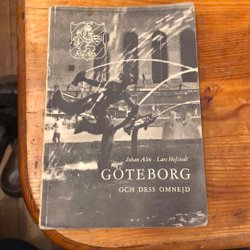 Johan Alin · Lars Hofstedt
GÖTEBORG
OCH DESS OMNEJD